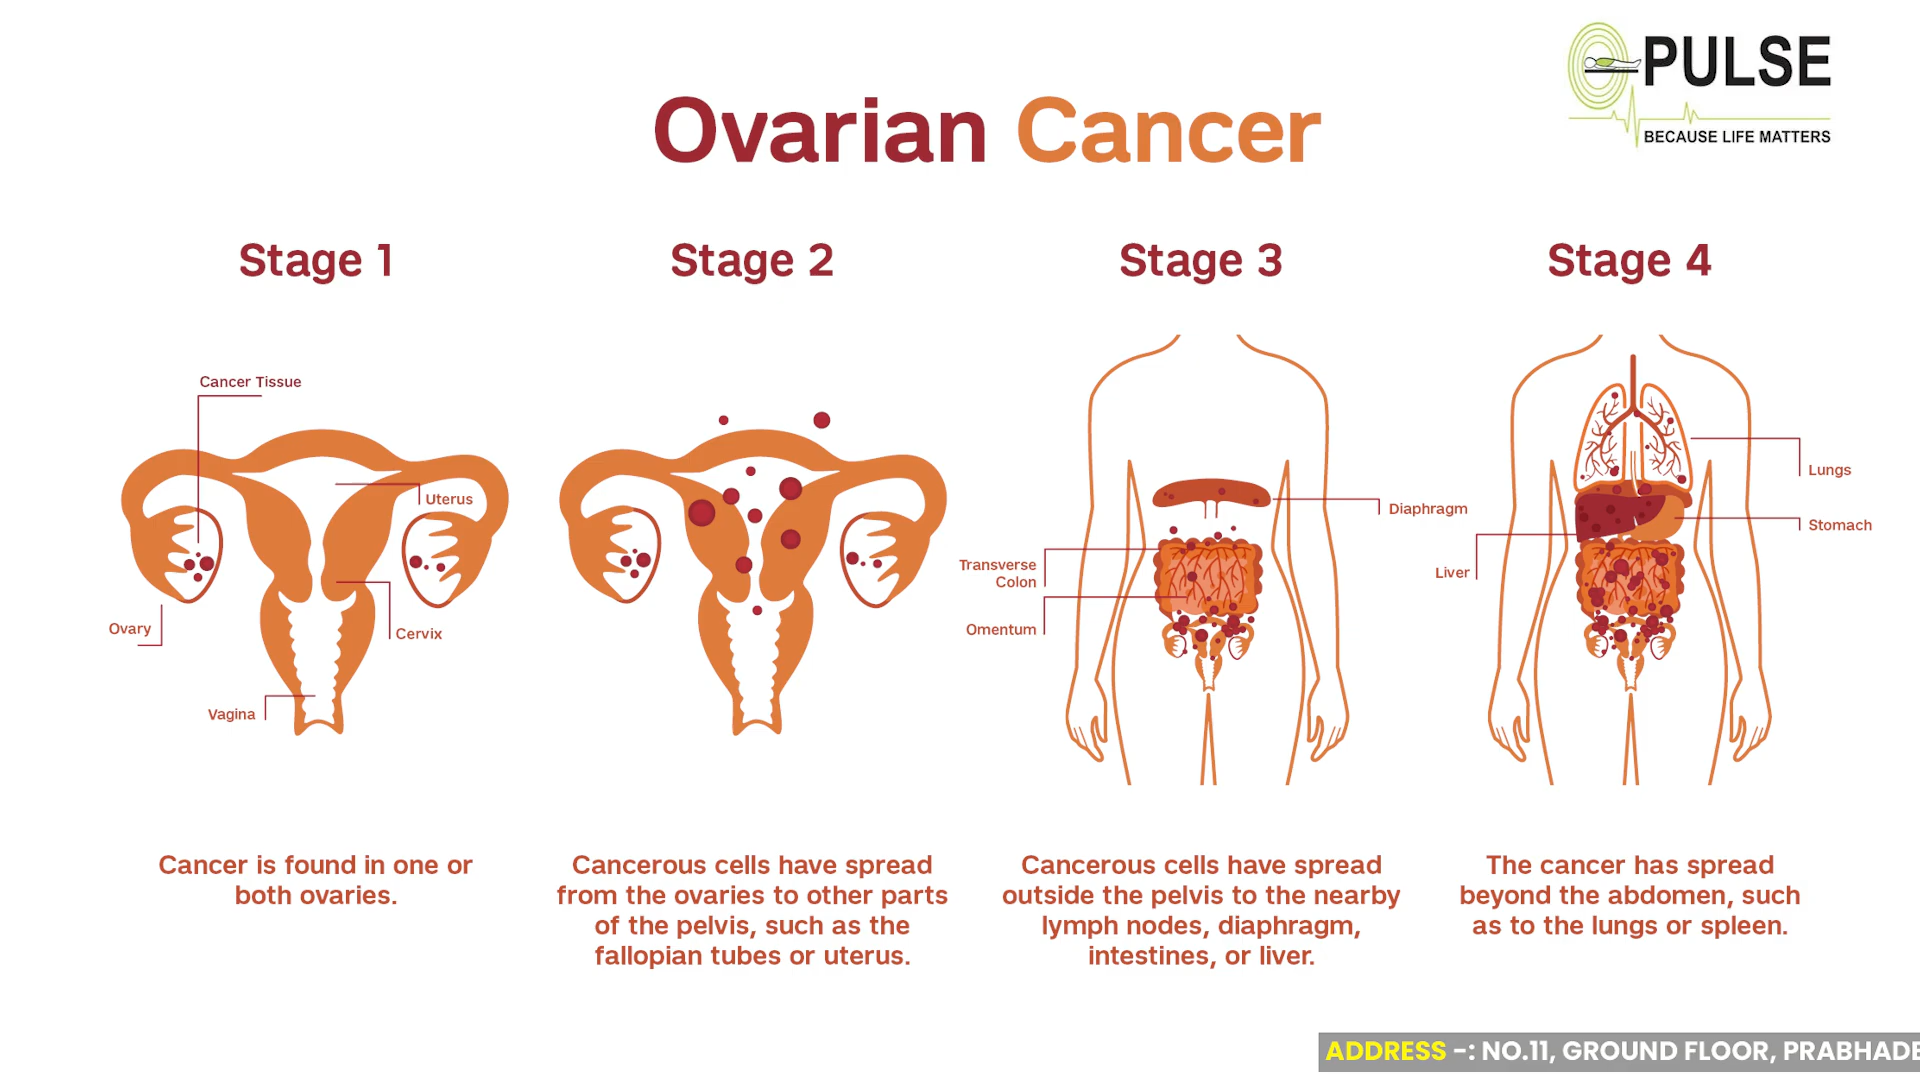 PULSE
BECAUSE LIFE MATTERS
Ovarian Cancer
Stage 1
Cancer Tissue
Uterus
Ovary
Cervix
Vagina
Cancer is found in one or
both ovaries.
Stage 2
Cancerous cells have spread
from the ovaries to other parts
of the pelvis, such as the
fallopian tubes or uterus.
Stage 3
Diaphragm
Transverse
Colon
Omentum
Cancerous cells have spread
outside the pelvis to the nearby
lymph nodes, diaphragm,
intestines, or liver.
Stage 4
Lungs
Stomach
Liver
The cancer has spread
beyond the abdomen, such
as to the lungs or spleen.
ADDRESS -: NO.11, GROUND FLOOR, PRABHADE